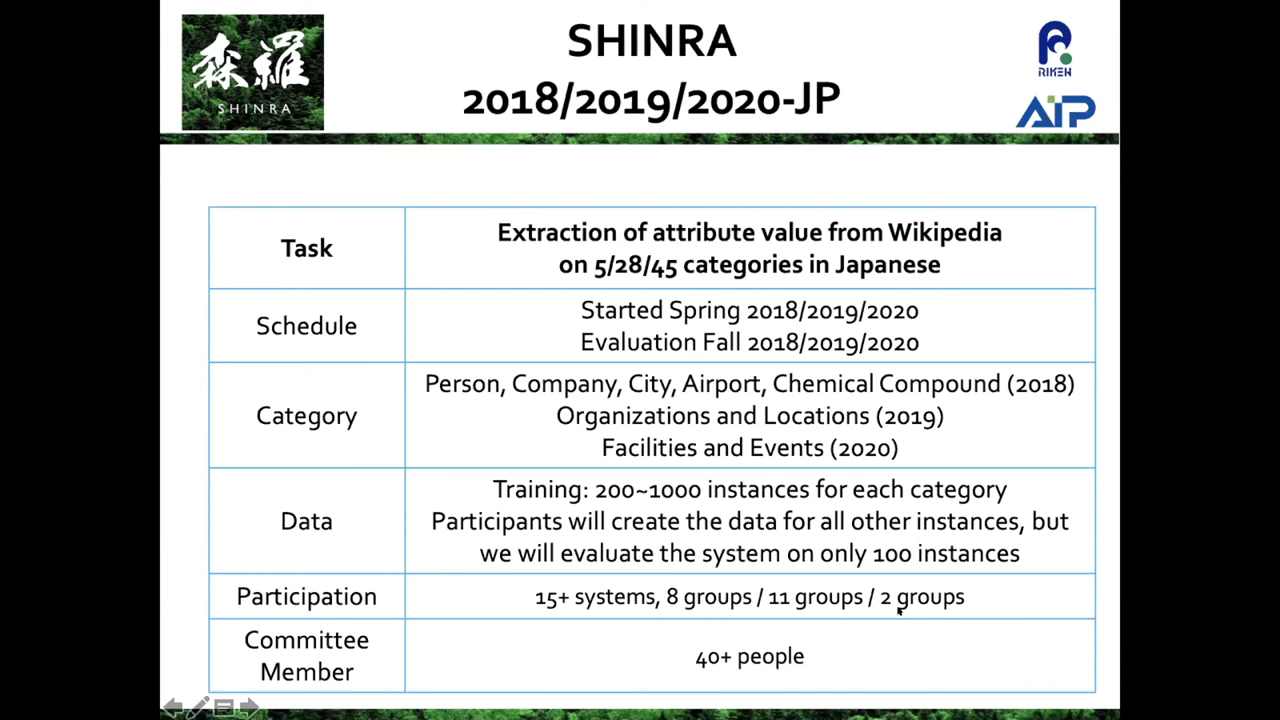 森羅
SHINRA
SHINRA
2018/2019/2020-JP
RIKEN
AIP
Task
Extraction of attribute value from Wikipedia
on 5/28/45 categories in Japanese
Schedule
Started Spring 2018/2019/2020
Evaluation Fall 2018/2019/2020
Category
Person, Company, City, Airport, Chemical Compound (2018)
Organizations and Locations (2019)
Facilities and Events (2020)
Data
Training: 200~1000 instances for each category
Participants will create the data for all other instances, but
we will evaluate the system on only 100 instances
Participation
15+ systems, 8 groups / 11 groups / 2 groups
Committee
Member
40+ people